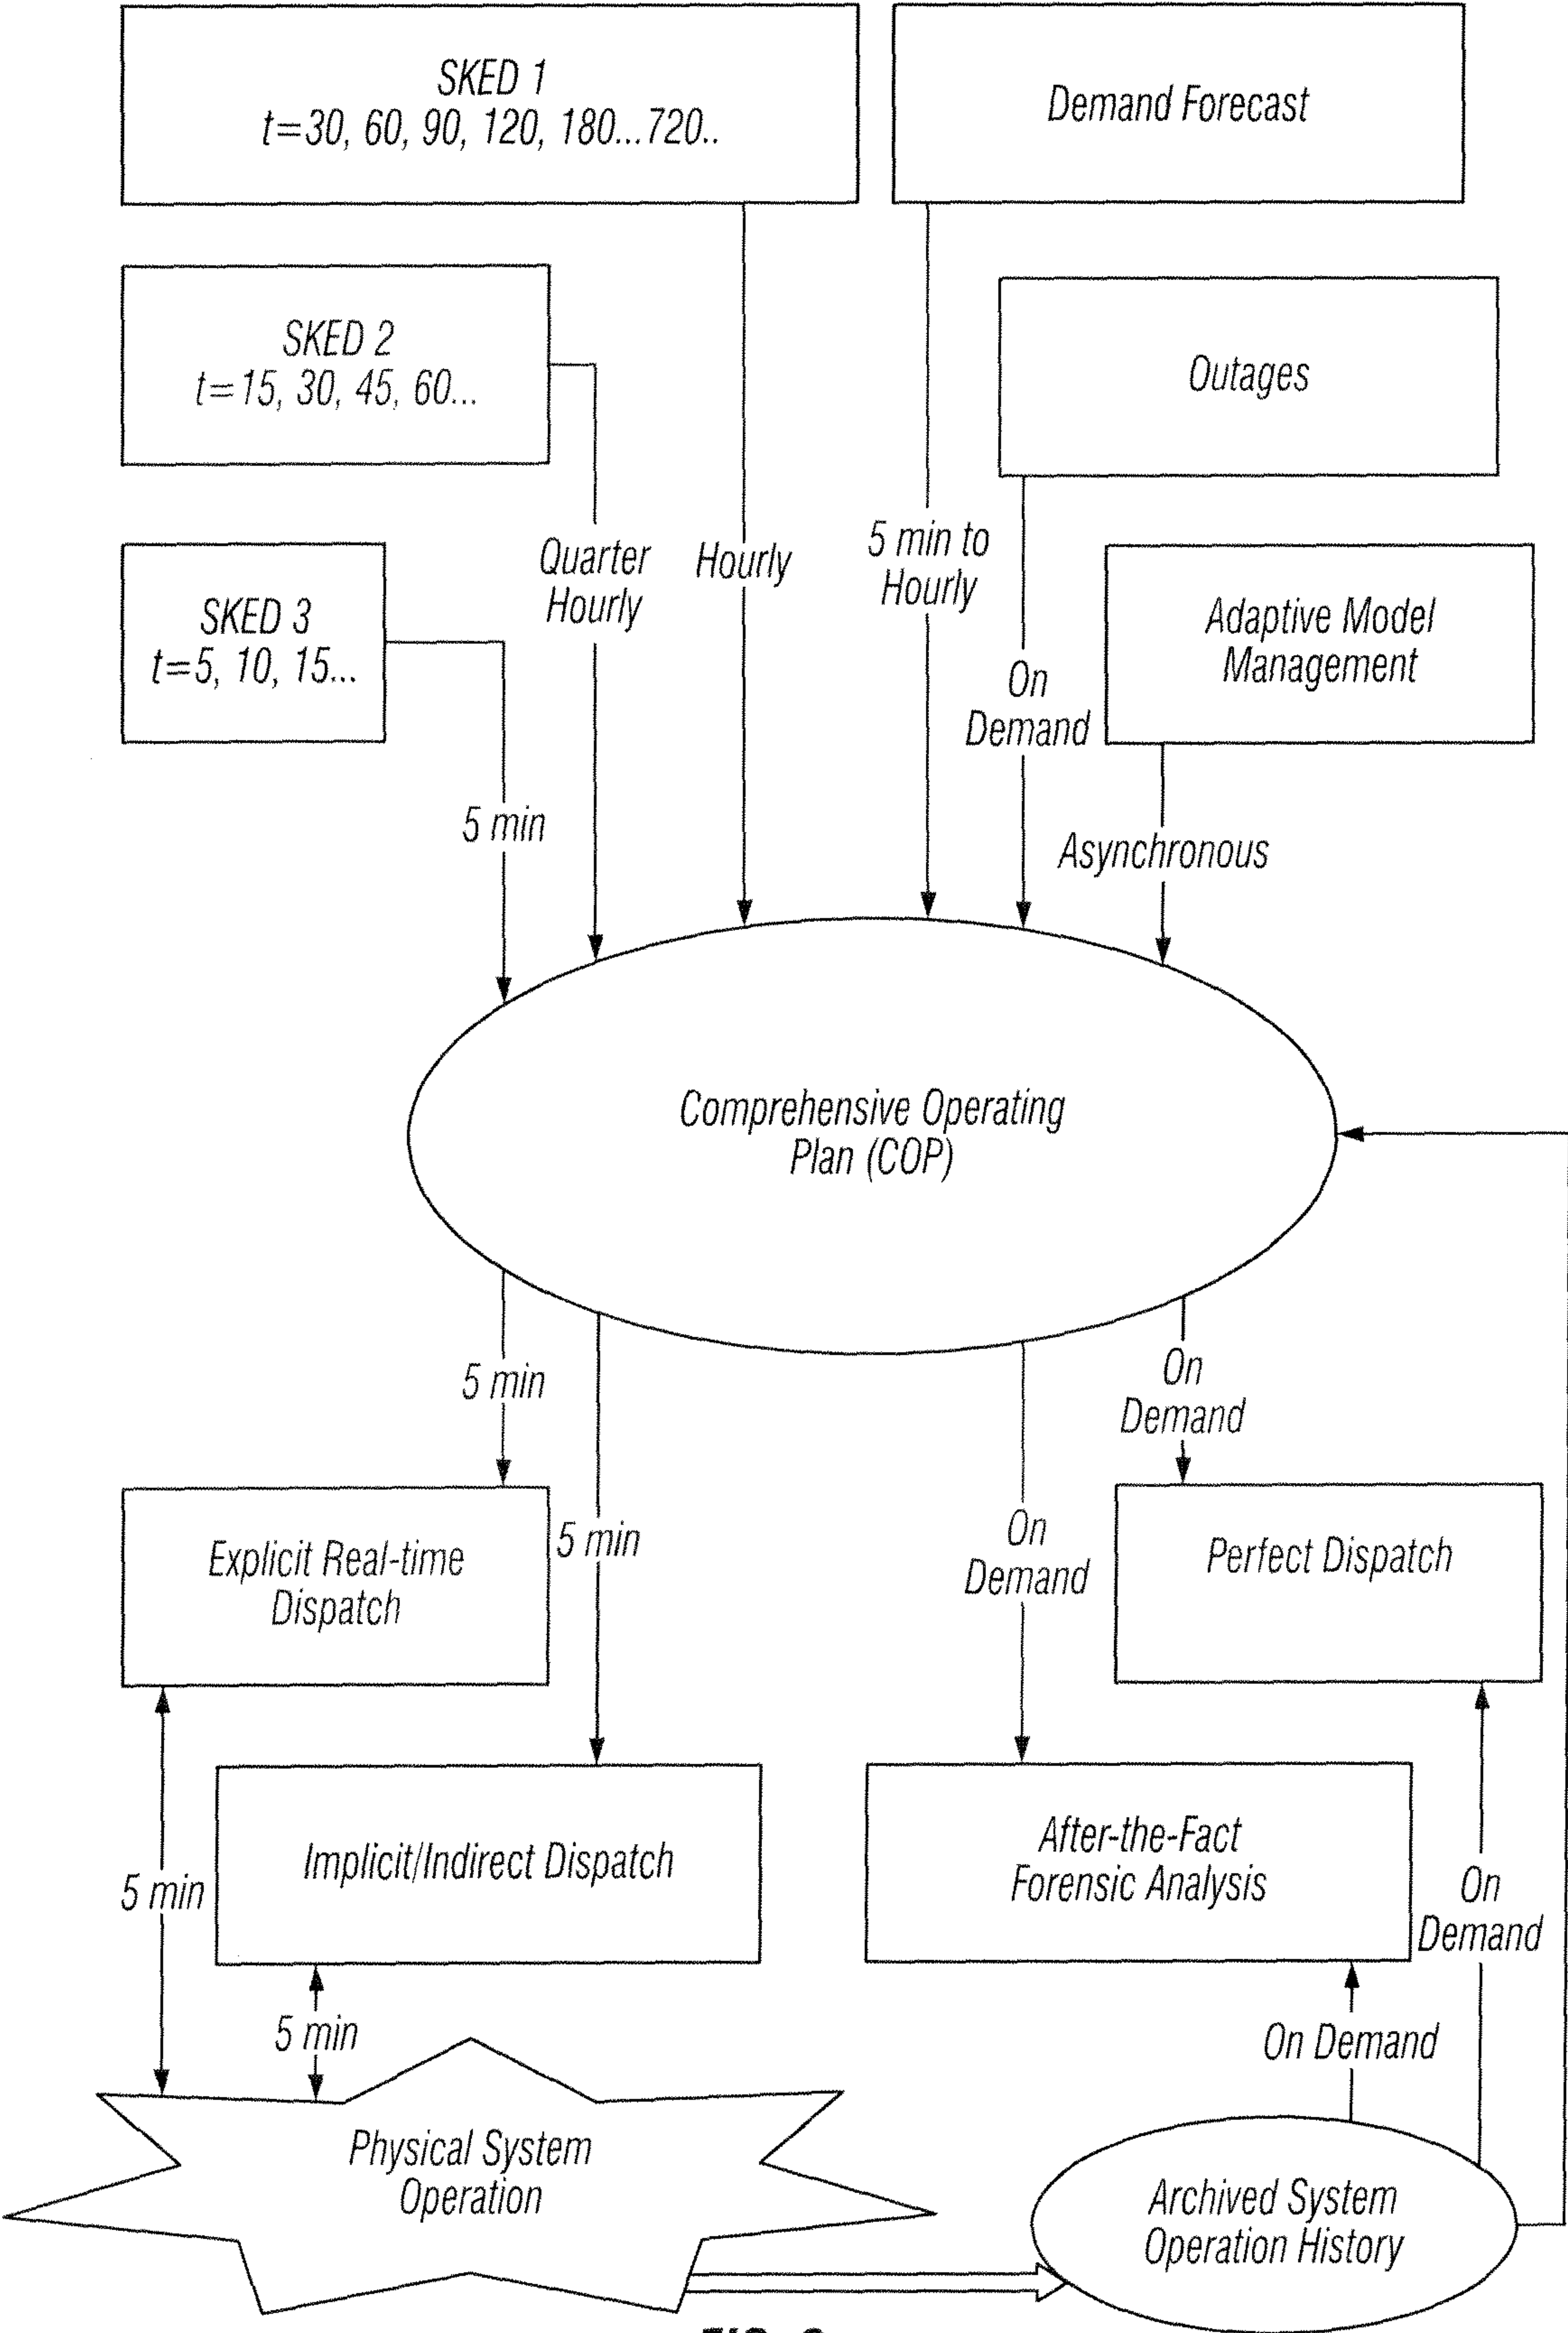 SKED 1
t=30, 60, 90, 120, 180...720..
Demand Forecast
SKED 2
t=15, 30, 45, 60...
Outages
SKED 3
t=5, 10, 15...
Quarter
Hourly
Hourly
5 min to
Hourly
On
Demand
Adaptive Model
Management
5 min
Asynchronous
Comprehensive Operating
Plan (COP)
5 min
On
Demand
Explicit Real-time
Dispatch
5 min
On
Demand
Perfect Dispatch
5 min
Implicit/Indirect Dispatch
After-the-Fact
Forensic Analysis
On
Demand
5 min
On Demand
Physical System
Operation
Archived System
Operation History